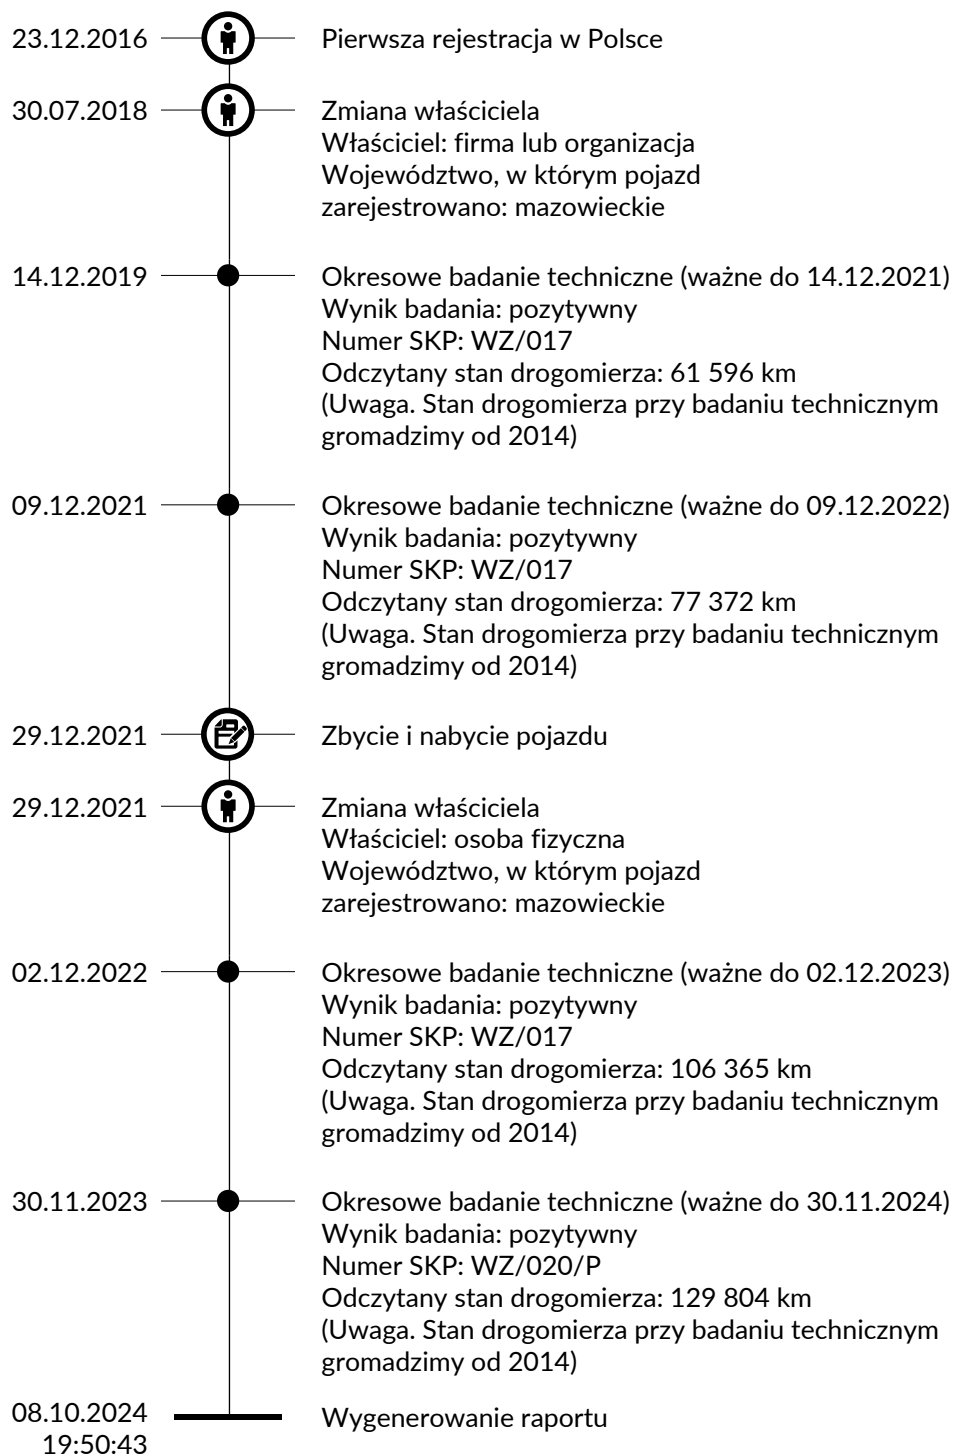 23.12.2016 Pierwsza rejestracja w Polsce
30.07.2018 Zmiana właściciela
Właściciel: firma lub organizacja
Województwo, w którym pojazd
zarejestrowano: mazowieckie
14.12.2019 Okresowe badanie techniczne (ważne do 14.12.2021)
Wynik badania: pozytywny
Numer SKP: WZ/017
Odczytany stan drogomierza: 61 596 km
(Uwaga. Stan drogomierza przy badaniu technicznym
gromadzimy od 2014)
09.12.2021 Okresowe badanie techniczne (ważne do 09.12.2022)
Wynik badania: pozytywny
Numer SKP: WZ/017
Odczytany stan drogomierza: 77 372 km
(Uwaga. Stan drogomierza przy badaniu technicznym
gromadzimy od 2014)
29.12.2021 Zbycie i nabycie pojazdu
29.12.2021 Zmiana właściciela
Właściciel: osoba fizyczna
Województwo, w którym pojazd
zarejestrowano: mazowieckie
02.12.2022 Okresowe badanie techniczne (ważne do 02.12.2023)
Wynik badania: pozytywny
Numer SKP: WZ/017
Odczytany stan drogomierza: 106 365 km
(Uwaga. Stan drogomierza przy badaniu technicznym
gromadzimy od 2014)
30.11.2023 Okresowe badanie techniczne (ważne do 30.11.2024)
Wynik badania: pozytywny
Numer SKP: WZ/020/P
Odczytany stan drogomierza: 129 804 km
(Uwaga. Stan drogomierza przy badaniu technicznym
gromadzimy od 2014)
08.10.2024 Wygenerowanie raportu
19:50:43